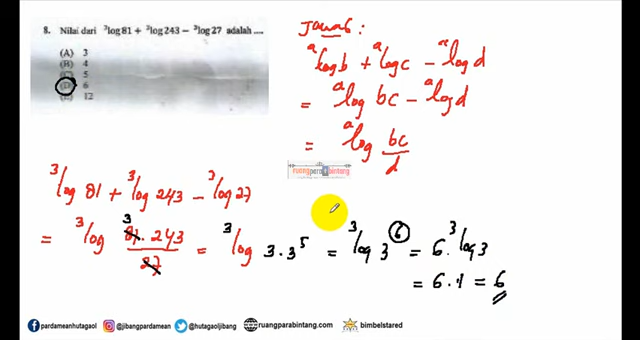 8. Nilai dari ³log 81 + ³log 243 − ³log 27 adalah ....
(A) 3
(B) 4
(C) 5
(D) 6
(E) 12
Jawab :
ᵃlog b + ᵃlog c − ᵃlog d
= ᵃlog bc − ᵃlog d
= ᵃlog bc/d
ruangparabintang
³log 81 + ³log 243 − ³log 27
= ³log 3 81 . 243 / 27 = ³log 3 . 3⁵ = ³log 3⁶ = 6 . ³log 3
= 6 . 1 = 6
pardameanhutagaol @jibangpardamean @hutagaoljibang ruangparabintang.com bimbelstared